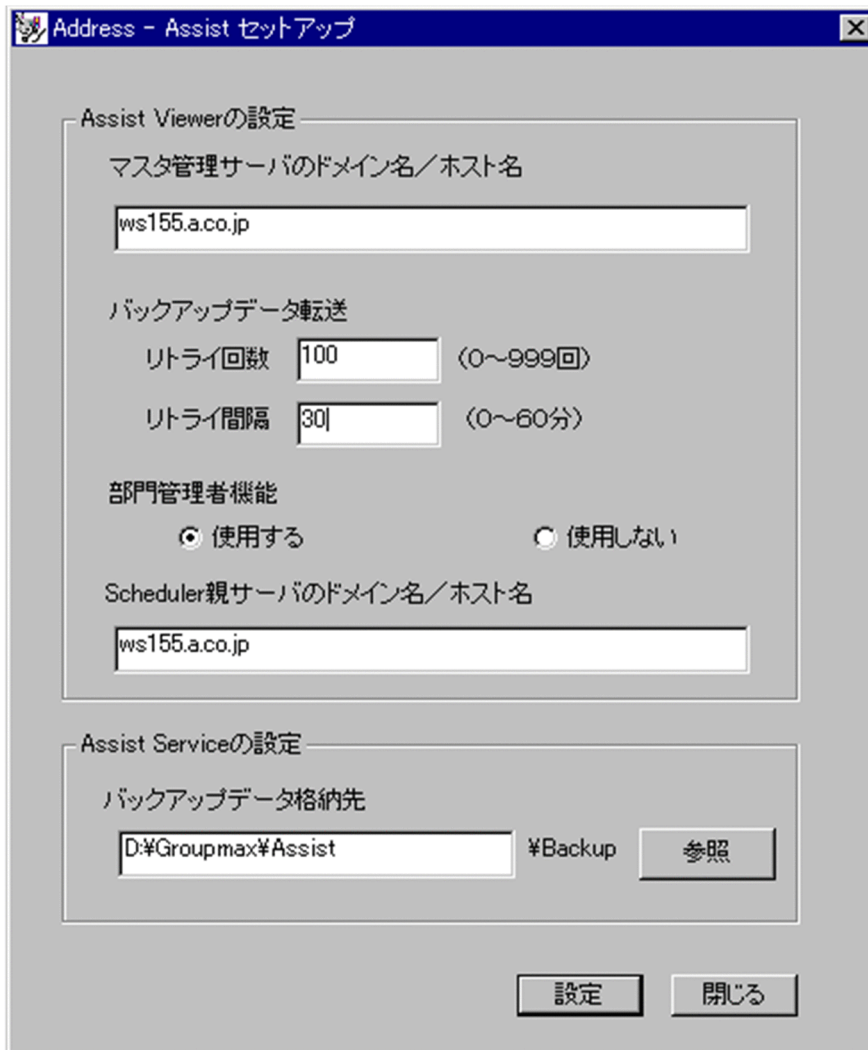 Address - Assist セットアップ
Assist Viewerの設定
マスタ管理サーバのドメイン名／ホスト名
ws155.a.co.jp
バックアップデータ転送
リトライ回数 100 (0～999回)
リトライ間隔 30 (0～60分)
部門管理者機能
使用する 使用しない
Scheduler親サーバのドメイン名／ホスト名
ws155.a.co.jp
Assist Serviceの設定
バックアップデータ格納先
D:¥Groupmax¥Assist ¥Backup 参照
設定 閉じる